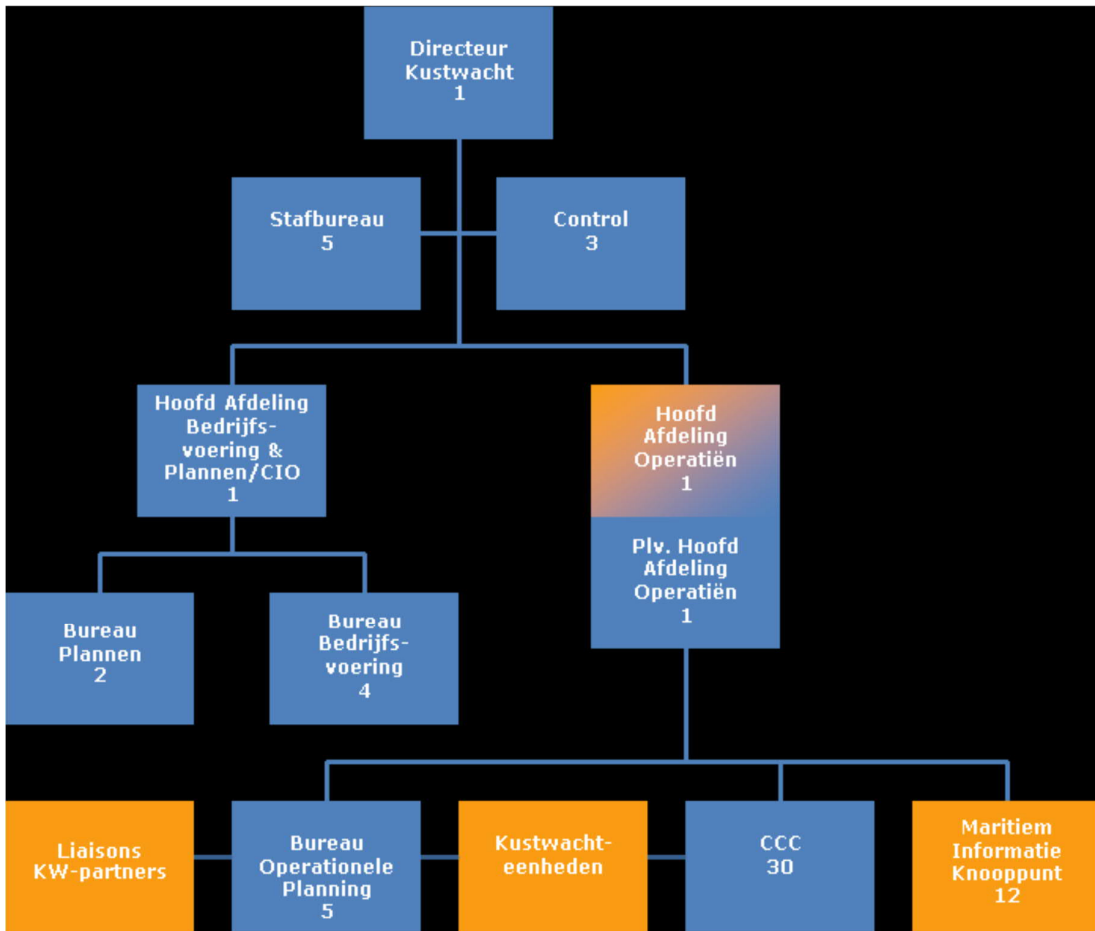 Directeur
Kustwacht
1
Stafbureau
5
Control
3
Hoofd Afdeling
Bedrijfs-
voering &
Plannen/CIO
1
Hoofd
Afdeling
Operatiën
1
Plv. Hoofd
Afdeling
Operatiën
1
Bureau
Plannen
2
Bureau
Bedrijfs-
voering
4
Liaisons
KW-partners
Bureau
Operationele
Planning
5
Kustwacht-
eenheden
CCC
30
Maritiem
Informatie
Knooppunt
12